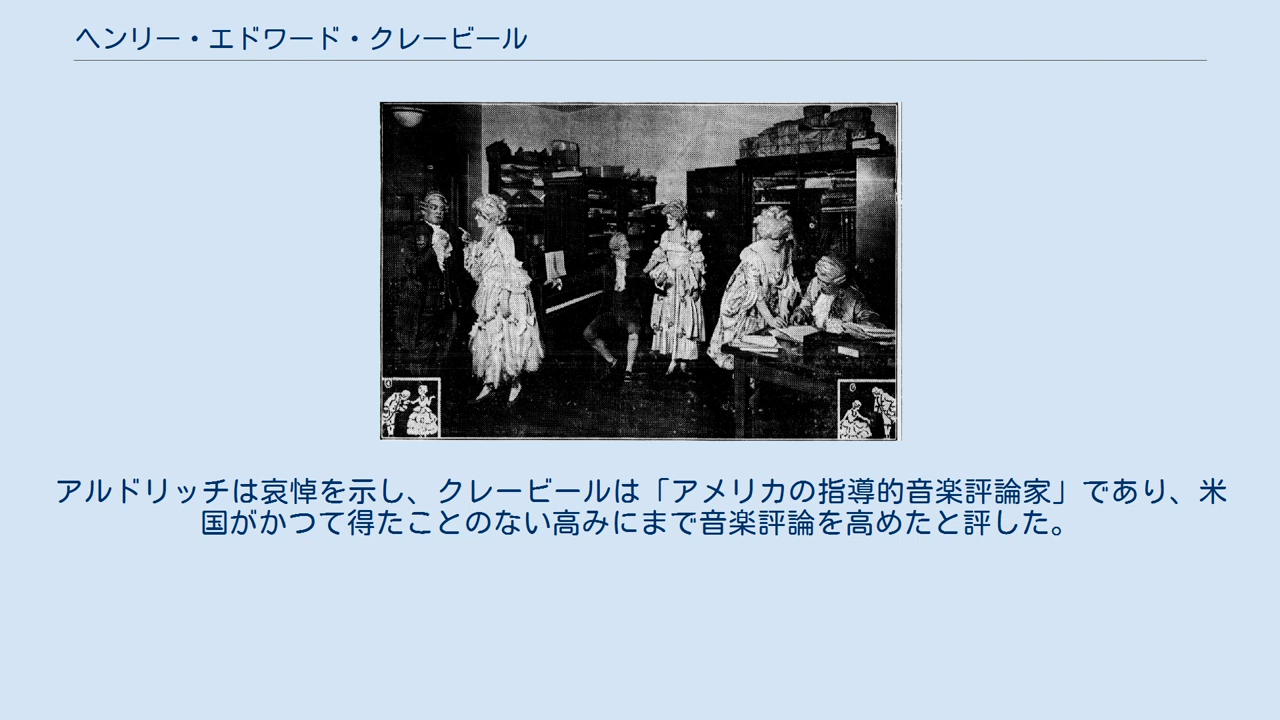 ヘンリー・エドワード・クレービール
アルドリッチは哀悼を示し、クレービールは「アメリカの指導的音楽評論家」であり、米
国がかつて得たことのない高みにまで音楽評論を高めたと評した。